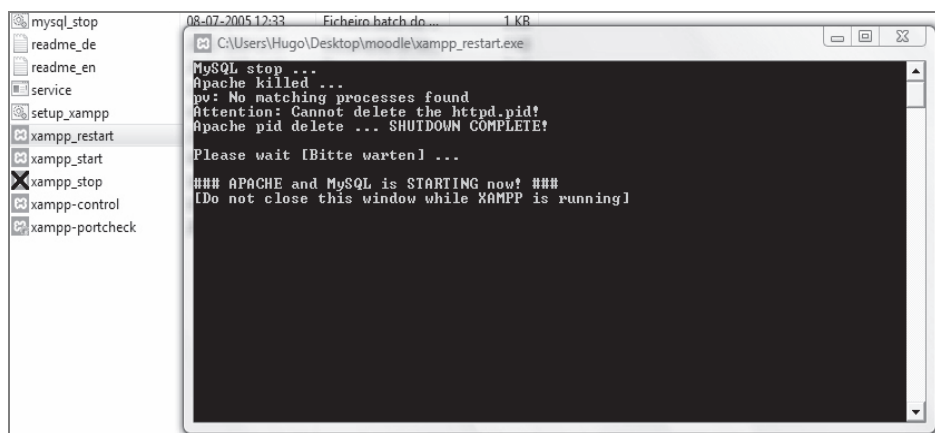 mysql_stop 08-07-2005 12:33 Ficheiro batch do ... 1 KB
readme_de
readme_en
service
setup_xampp
xampp_restart
xampp_start
xampp_stop
xampp-control
xampp-portcheck
C:\Users\Hugo\Desktop\moodle\xampp_restart.exe
MySQL stop ...
Apache killed ...
pv: No matching processes found
Attention: Cannot delete the httpd.pid!
Apache pid delete ... SHUTDOWN COMPLETE!
Please wait [Bitte warten] ...
### APACHE and MySQL is STARTING now! ###
[Do not close this window while XAMPP is running]